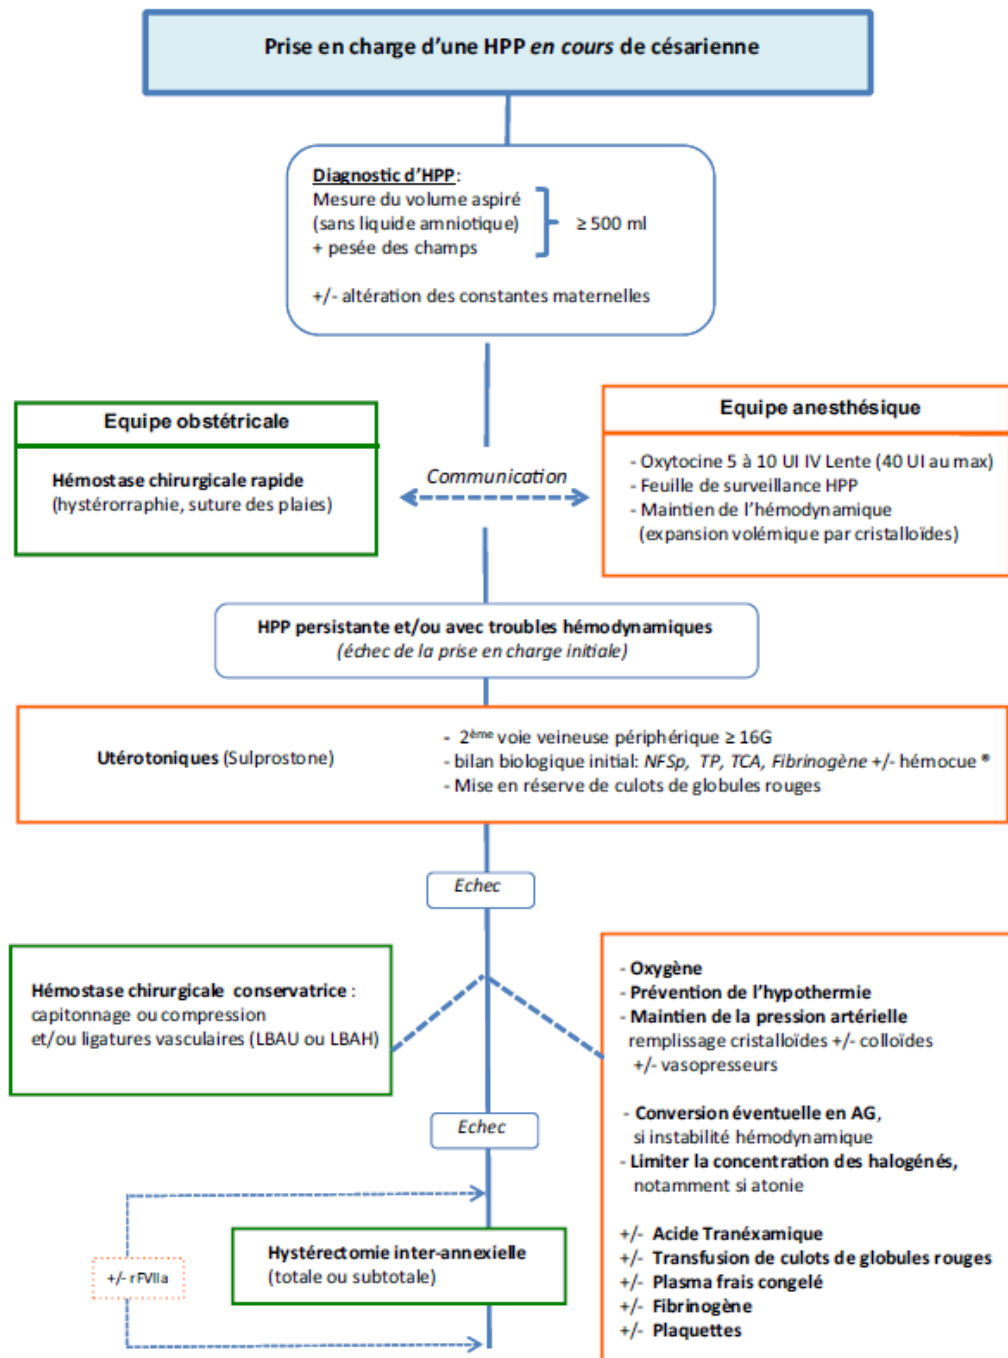 Prise en charge d'une HPP en cours de césarienne
Diagnostic d'HPP:
Mesure du volume aspiré
(sans liquide amniotique)
+ pesée des champs
≥ 500 ml
+/- altération des constantes maternelles
Equipe obstétricale
Hémostase chirurgicale rapide
(hystérorraphie, suture des plaies)
Communication
Equipe anesthésique
- Oxytocine 5 à 10 UI IV Lente (40 UI au max)
- Feuille de surveillance HPP
- Maintien de l'hémodynamique
(expansion volémique par cristalloïdes)
HPP persistante et/ou avec troubles hémodynamiques
(échec de la prise en charge initiale)
Utérotoniques (Sulprostone)
- 2ème voie veineuse périphérique ≥ 16G
- bilan biologique initial: NFSp, TP, TCA, Fibrinogène +/- hémocue ®
- Mise en réserve de culots de globules rouges
Echec
Hémostase chirurgicale conservatrice :
capitonnage ou compression
et/ou ligatures vasculaires (LBAU ou LBAH)
- Oxygène
- Prévention de l'hypothermie
- Maintien de la pression artérielle
remplissage cristalloïdes +/- colloïdes
+/- vasopresseurs
- Conversion éventuelle en AG,
si instabilité hémodynamique
- Limiter la concentration des halogénés,
notamment si atonie
+/- Acide Tranéxamique
+/- Transfusion de culots de globules rouges
+/- Plasma frais congelé
+/- Fibrinogène
+/- Plaquettes
Echec
Hystérectomie inter-annexielle
(totale ou subtotale)
+/- rFVIIa